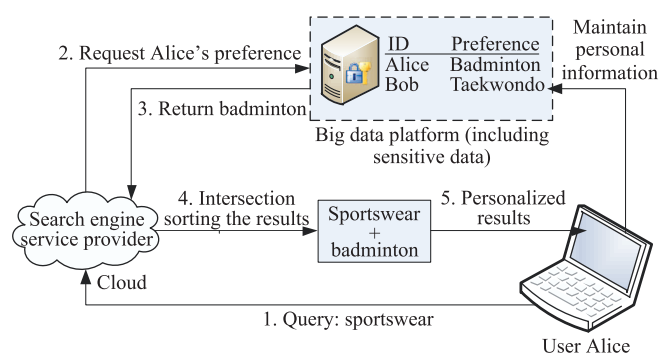 2. Request Alice's preference
ID Preference
Alice Badminton
Bob Taekwondo
Maintain
personal
information
3. Return badminton
Big data platform (including
sensitive data)
Search engine
service provider
4. Intersection
sorting the results
Sportswear
+
badminton
5. Personalized
results
Cloud
1. Query: sportswear
User Alice